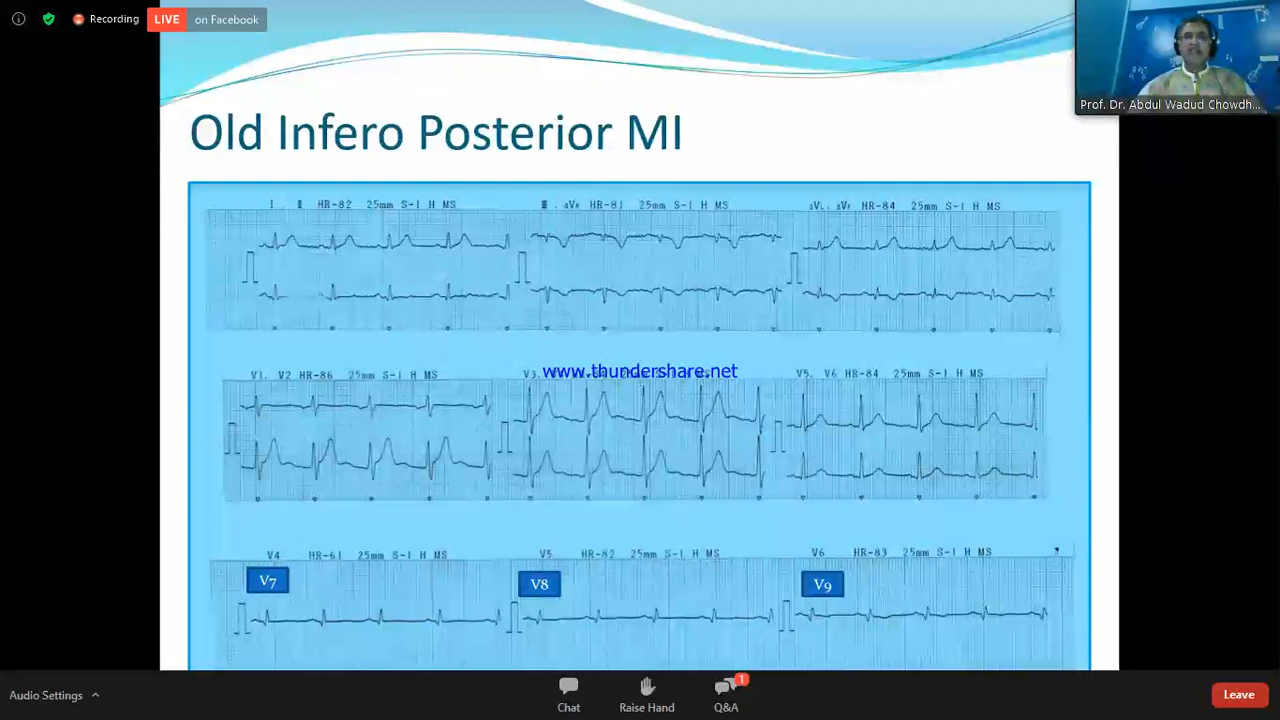 Recording LIVE on Facebook
Prof. Dr. Abdul Wadud Chowdh...
Old Infero Posterior MI
I . II HR-82 25mm S-I H MS
III . aVR HR-81 25mm S-I H MS
aVL. aVF HR-84 25mm S-I H MS
V1. V2 HR-86 25mm S-I H MS
V3.
www.thundershare.net
V5. V6 HR-84 25mm S-I H MS
V4 HR-61 25mm S-I H MS
V5 HR-82 25mm S-I H MS
V6 HR-83 25mm S-I H MS
V7
V8
V9
Audio Settings
Chat
Raise Hand
1
Q&A
Leave